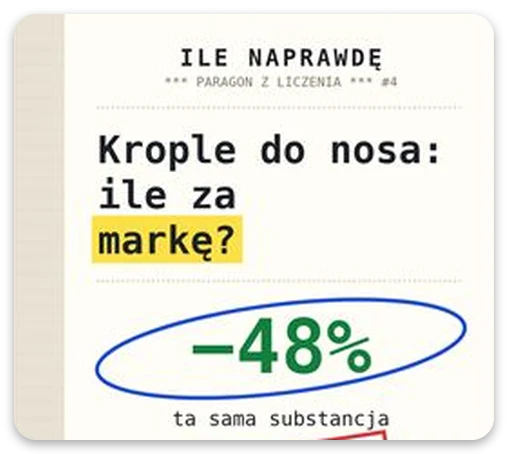 ILE NAPRAWDĘ
*** PARAGON Z LICZENIA *** #4
Krople do nosa:
ile za
markę?
–48%
ta sama substancja